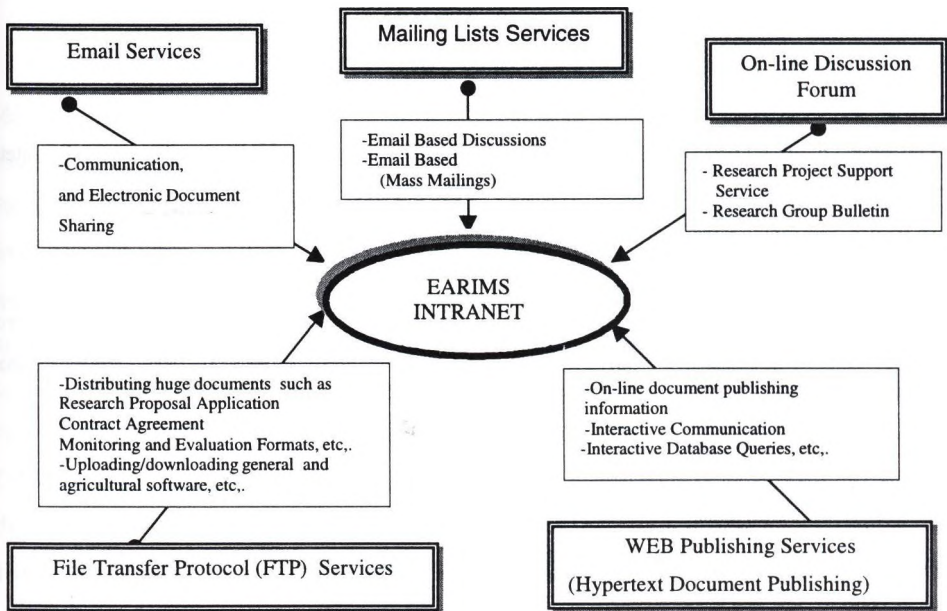 Email Services
Mailing Lists Services
On-line Discussion
Forum
-Communication,
and Electronic Document
Sharing
-Email Based Discussions
-Email Based
(Mass Mailings)
- Research Project Support
Service
- Research Group Bulletin
EARIMS
INTRANET
-Distributing huge documents such as
Research Proposal Application
Contract Agreement
Monitoring and Evaluation Formats, etc,.
-Uploading/downloading general and
agricultural software, etc,.
-On-line document publishing
information
-Interactive Communication
-Interactive Database Queries, etc,.
File Transfer Protocol (FTP) Services
WEB Publishing Services
(Hypertext Document Publishing)